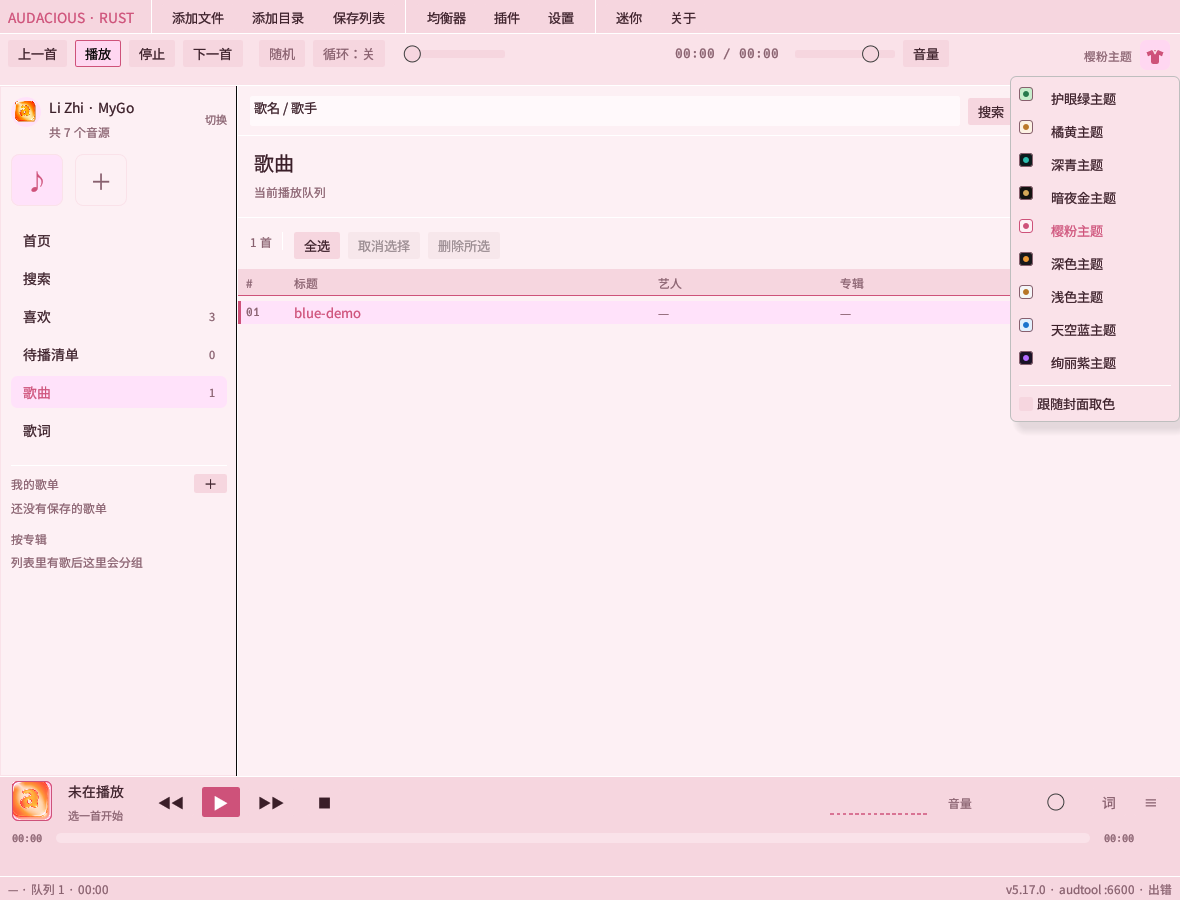 AUDACIOUS · RUST 添加文件 添加目录 保存列表 均衡器 插件 设置 迷你 关于
上一首 播放 停止 下一首 随机 循环：关 00:00 / 00:00 音量 樱粉主题
Li Zhi · MyGo
共 7 个音源
切换
首页
搜索
喜欢 3
待播清单 0
歌曲 1
歌词
我的歌单
还没有保存的歌单
按专辑
列表里有歌后这里会分组
歌名 / 歌手 搜索
歌曲
当前播放队列
1 首 全选 取消选择 删除所选
# 标题 艺人 专辑
01 blue-demo — —
护眼绿主题
橘黄主题
深青主题
暗夜金主题
樱粉主题
深色主题
浅色主题
天空蓝主题
绚丽紫主题
跟随封面取色
未在播放
选一首开始
音量 词
00:00 00:00
— · 队列 1 · 00:00 v5.17.0 · audtool :6600 · 出错